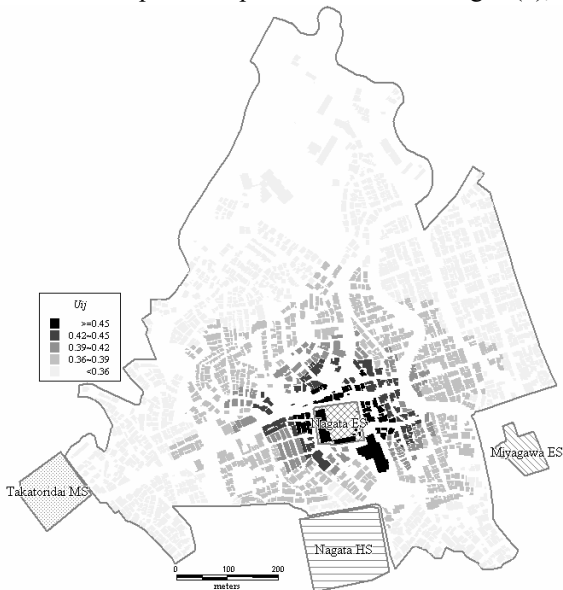 Uij
>=0.45
0.42~0.45
0.39~0.42
0.36~0.39
<0.36
Nagata ES
Miyagawa ES
Takatoridai MS
Nagata HS
0 100 200
meters